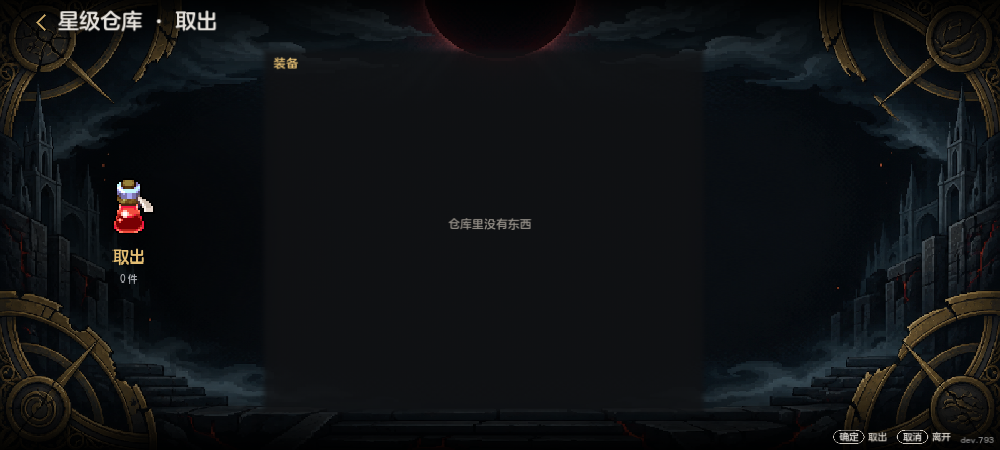 星级仓库 · 取出
装备
仓库里没有东西
取出
0件
确定 取出 取消 离开 dev.793